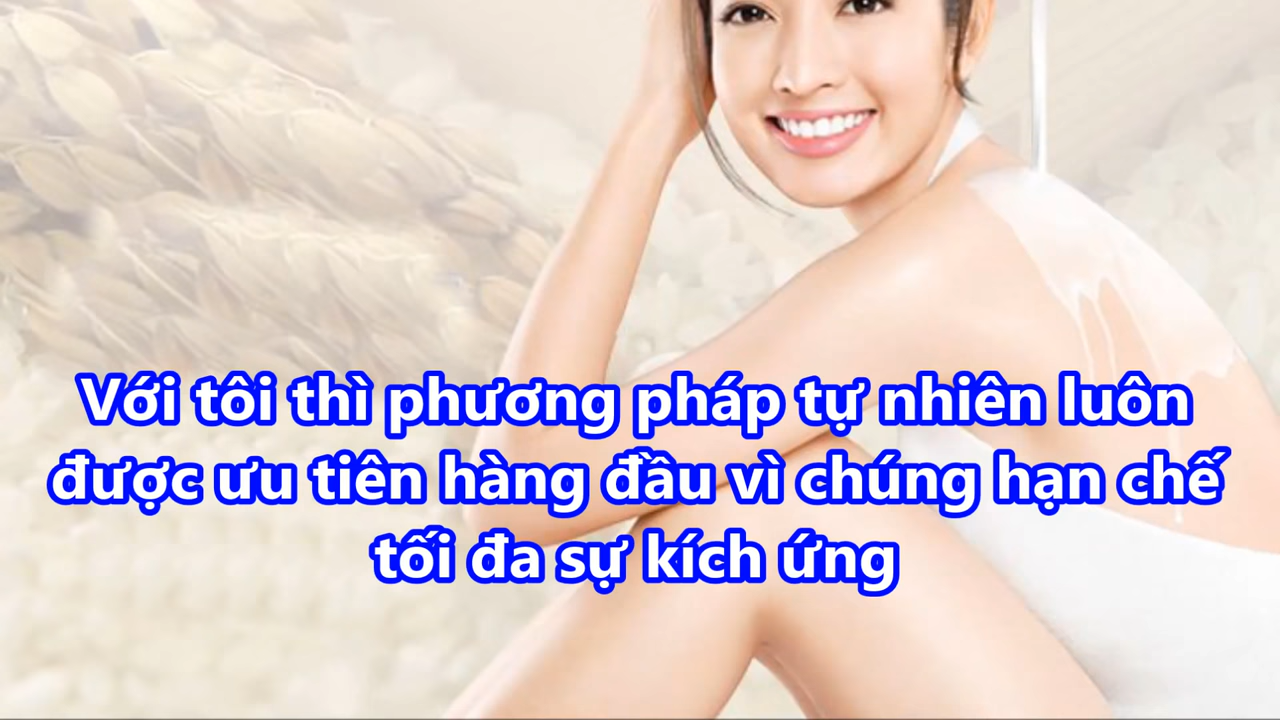 Với tôi thì phương pháp tự nhiên luôn
được ưu tiên hàng đầu vì chúng hạn chế
tối đa sự kích ứng